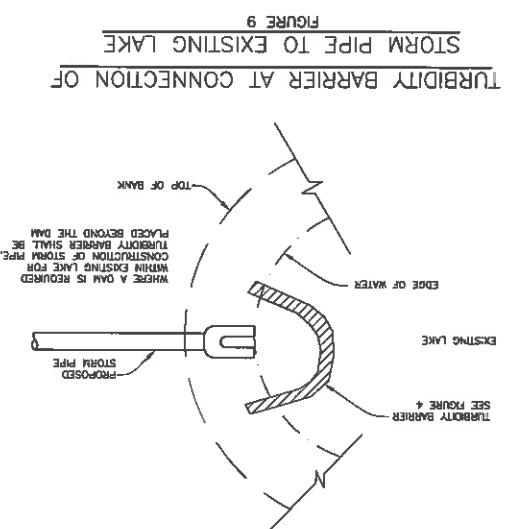 TURBIDITY BARRIER
SEE FIGURE 4
EXISTING LAKE
EDGE OF WATER
PROPOSED
STORM PIPE
WHERE A DAM IS REQUIRED
WITHIN EXISTING LAKE FOR
CONSTRUCTION OF STORM PIPE,
TURBIDITY BARRIER SHALL BE
PLACED BEYOND THE DAM
TOP OF BANK
TURBIDITY BARRIER AT CONNECTION OF
STORM PIPE TO EXISTING LAKE
FIGURE 9